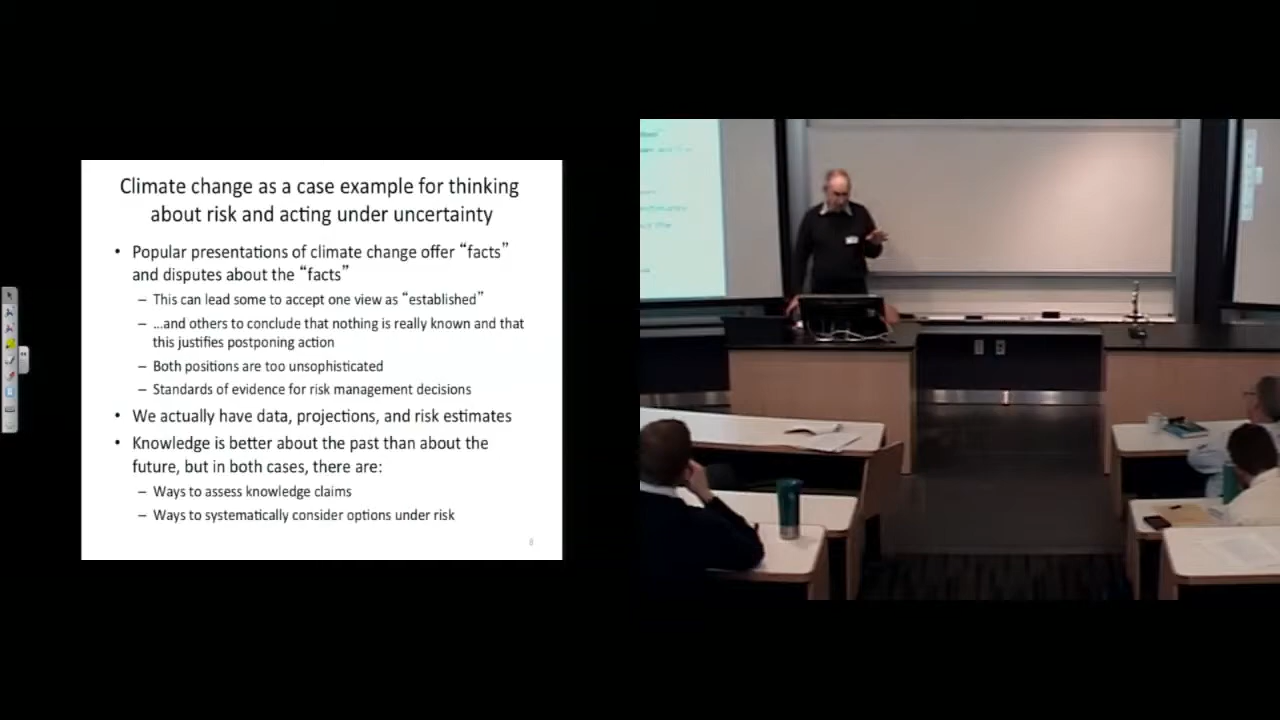 Climate change as a case example for thinking
about risk and acting under uncertainty
• Popular presentations of climate change offer “facts”
and disputes about the “facts”
– This can lead some to accept one view as “established”
– …and others to conclude that nothing is really known and that
this justifies postponing action
– Both positions are too unsophisticated
– Standards of evidence for risk management decisions
• We actually have data, projections, and risk estimates
• Knowledge is better about the past than about the
future, but in both cases, there are:
– Ways to assess knowledge claims
– Ways to systematically consider options under risk